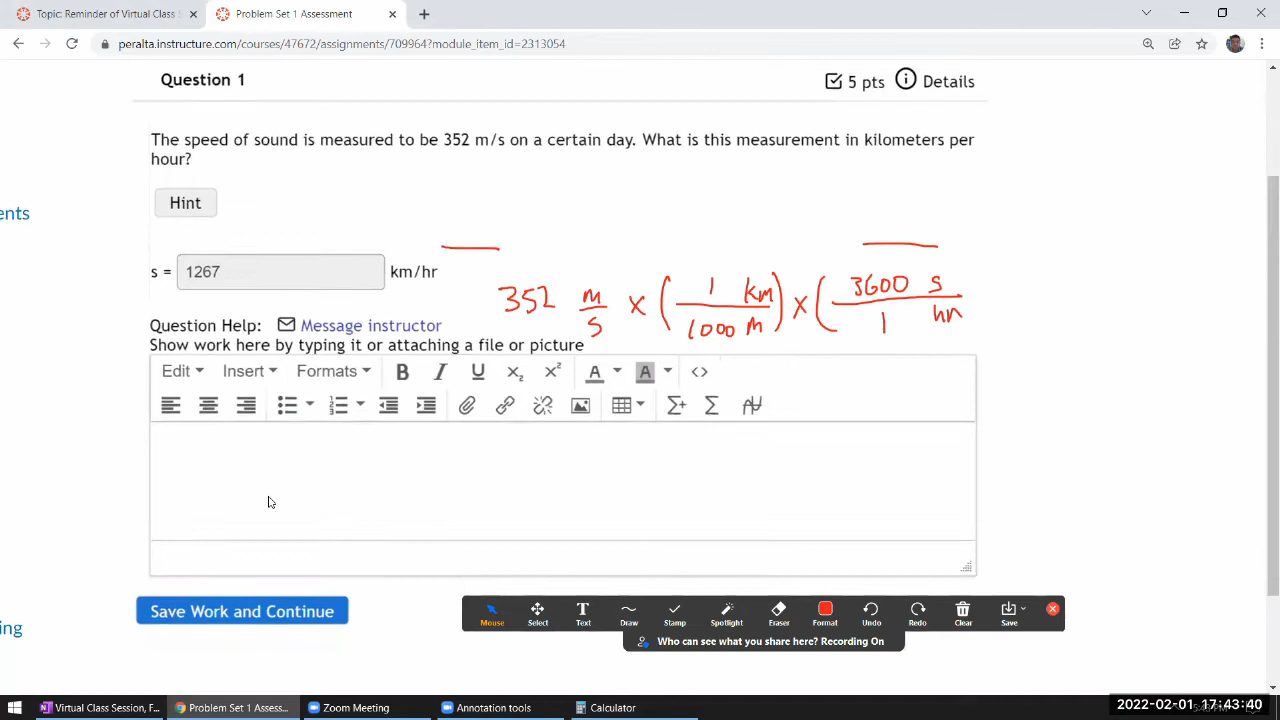 Topic: Reminder of Virtual Class
Problem Set 1 Assessment
peralta.instructure.com/courses/47672/assignments/709964?module_item_id=2313054
Question 1
5 pts Details
The speed of sound is measured to be 352 m/s on a certain day. What is this measurement in kilometers per
hour?
Hint
ents
s = 1267 km/hr
352 m/s × (1 km/1000 m) × (3600 s/1 hr
Question Help: Message instructor
Show work here by typing it or attaching a file or picture
Edit Insert Formats B I U x₂ x² A A <>
Save Work and Continue
ing
Mouse Select Text Draw Stamp Spotlight Eraser Format Undo Redo Clear Save
Who can see what you share here? Recording On
Virtual Class Session, F...
Problem Set 1 Asses...
Zoom Meeting
Annotation tools
Calculator
2022-02-01 17:43:40